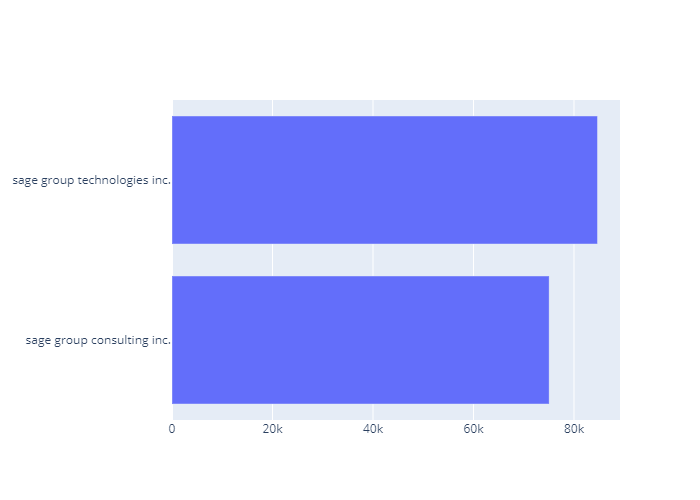 sage group technologies inc.
sage group consulting inc.
0 20k 40k 60k 80k